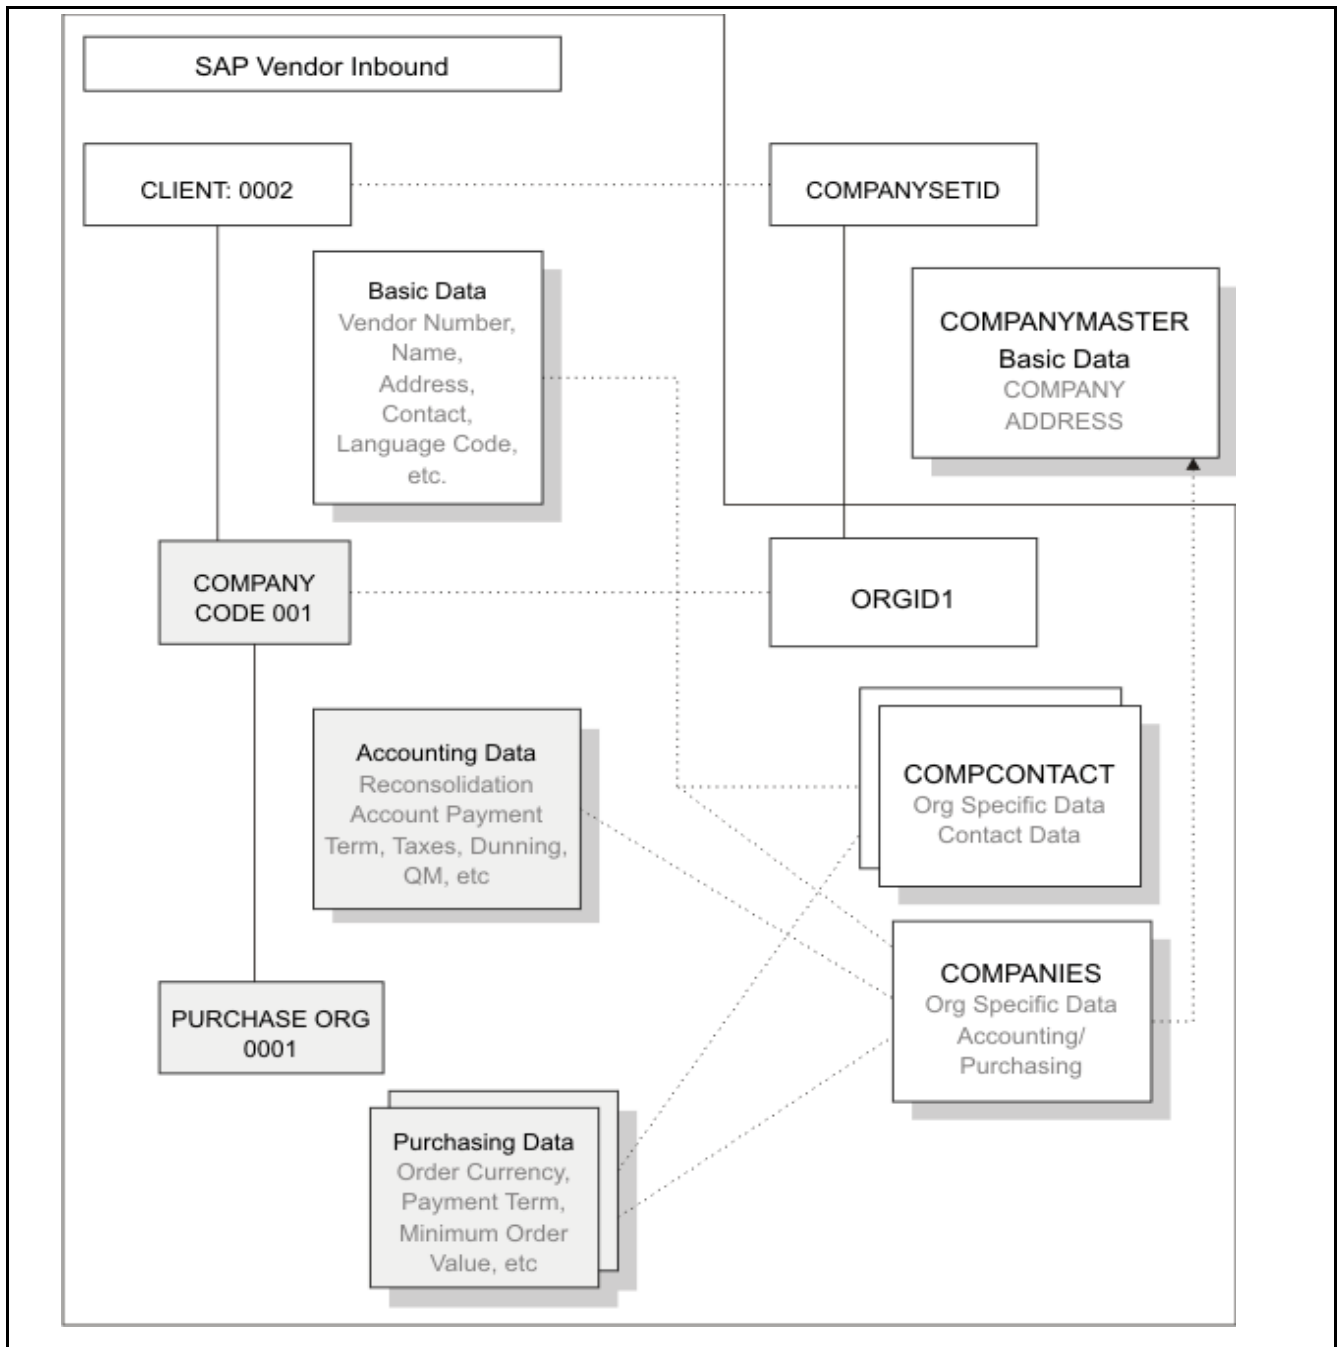 SAP Vendor Inbound
CLIENT: 0002
COMPANYSETID
Basic Data
Vendor Number,
Name,
Address,
Contact,
Language Code,
etc.
COMPANYMASTER
Basic Data
COMPANY
ADDRESS
COMPANY
CODE 001
ORGID1
Accounting Data
Reconsolidation
Account Payment
Term, Taxes, Dunning,
QM, etc
COMPCONTACT
Org Specific Data
Contact Data
COMPANIES
Org Specific Data
Accounting/
Purchasing
PURCHASE ORG
0001
Purchasing Data
Order Currency,
Payment Term,
Minimum Order
Value, etc